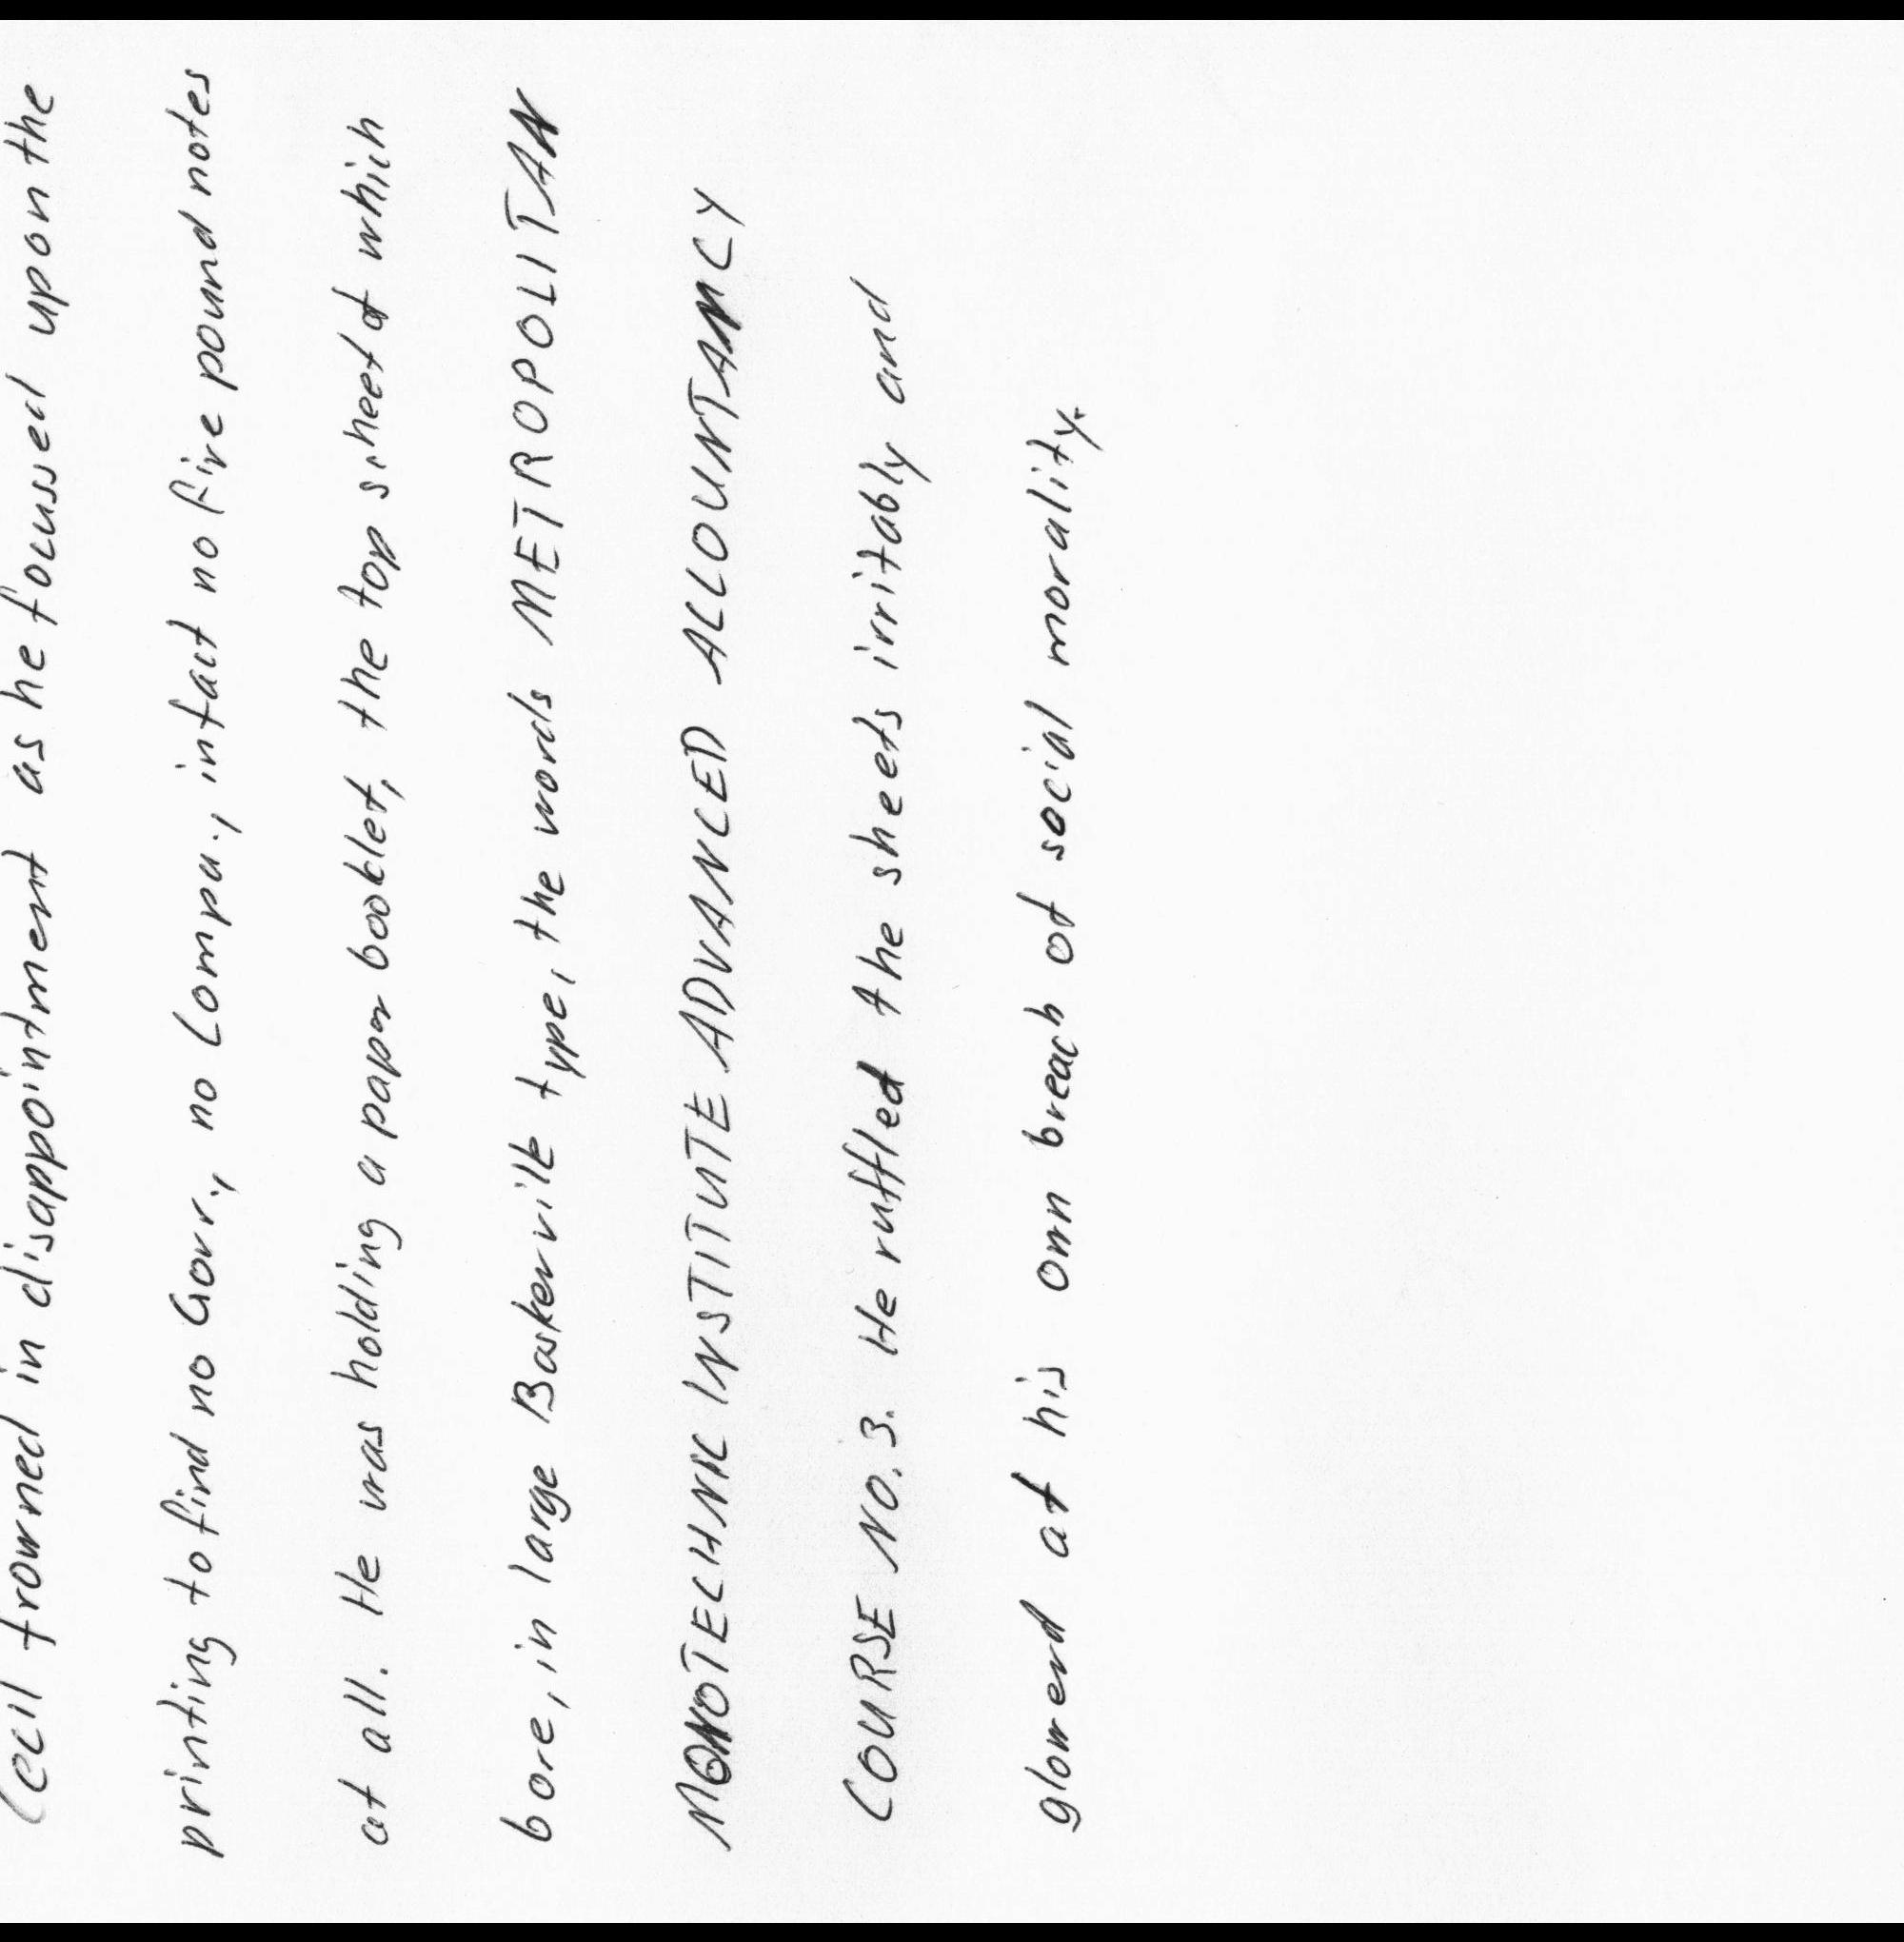 Cecil frowned in disappointment as he focussed upon the
printing to find no Gov., no Compa., in fact no five pound notes
at all. He was holding a paper booklet, the top sheet of which
bore, in large Baskerville type, the words METROPOLITAN
MONOTECHNIC INSTITUTE ADVANCED ACCOUNTANCY
COURSE NO. 3. He ruffled the sheets irritably and
glowered at his own breach of social morality.